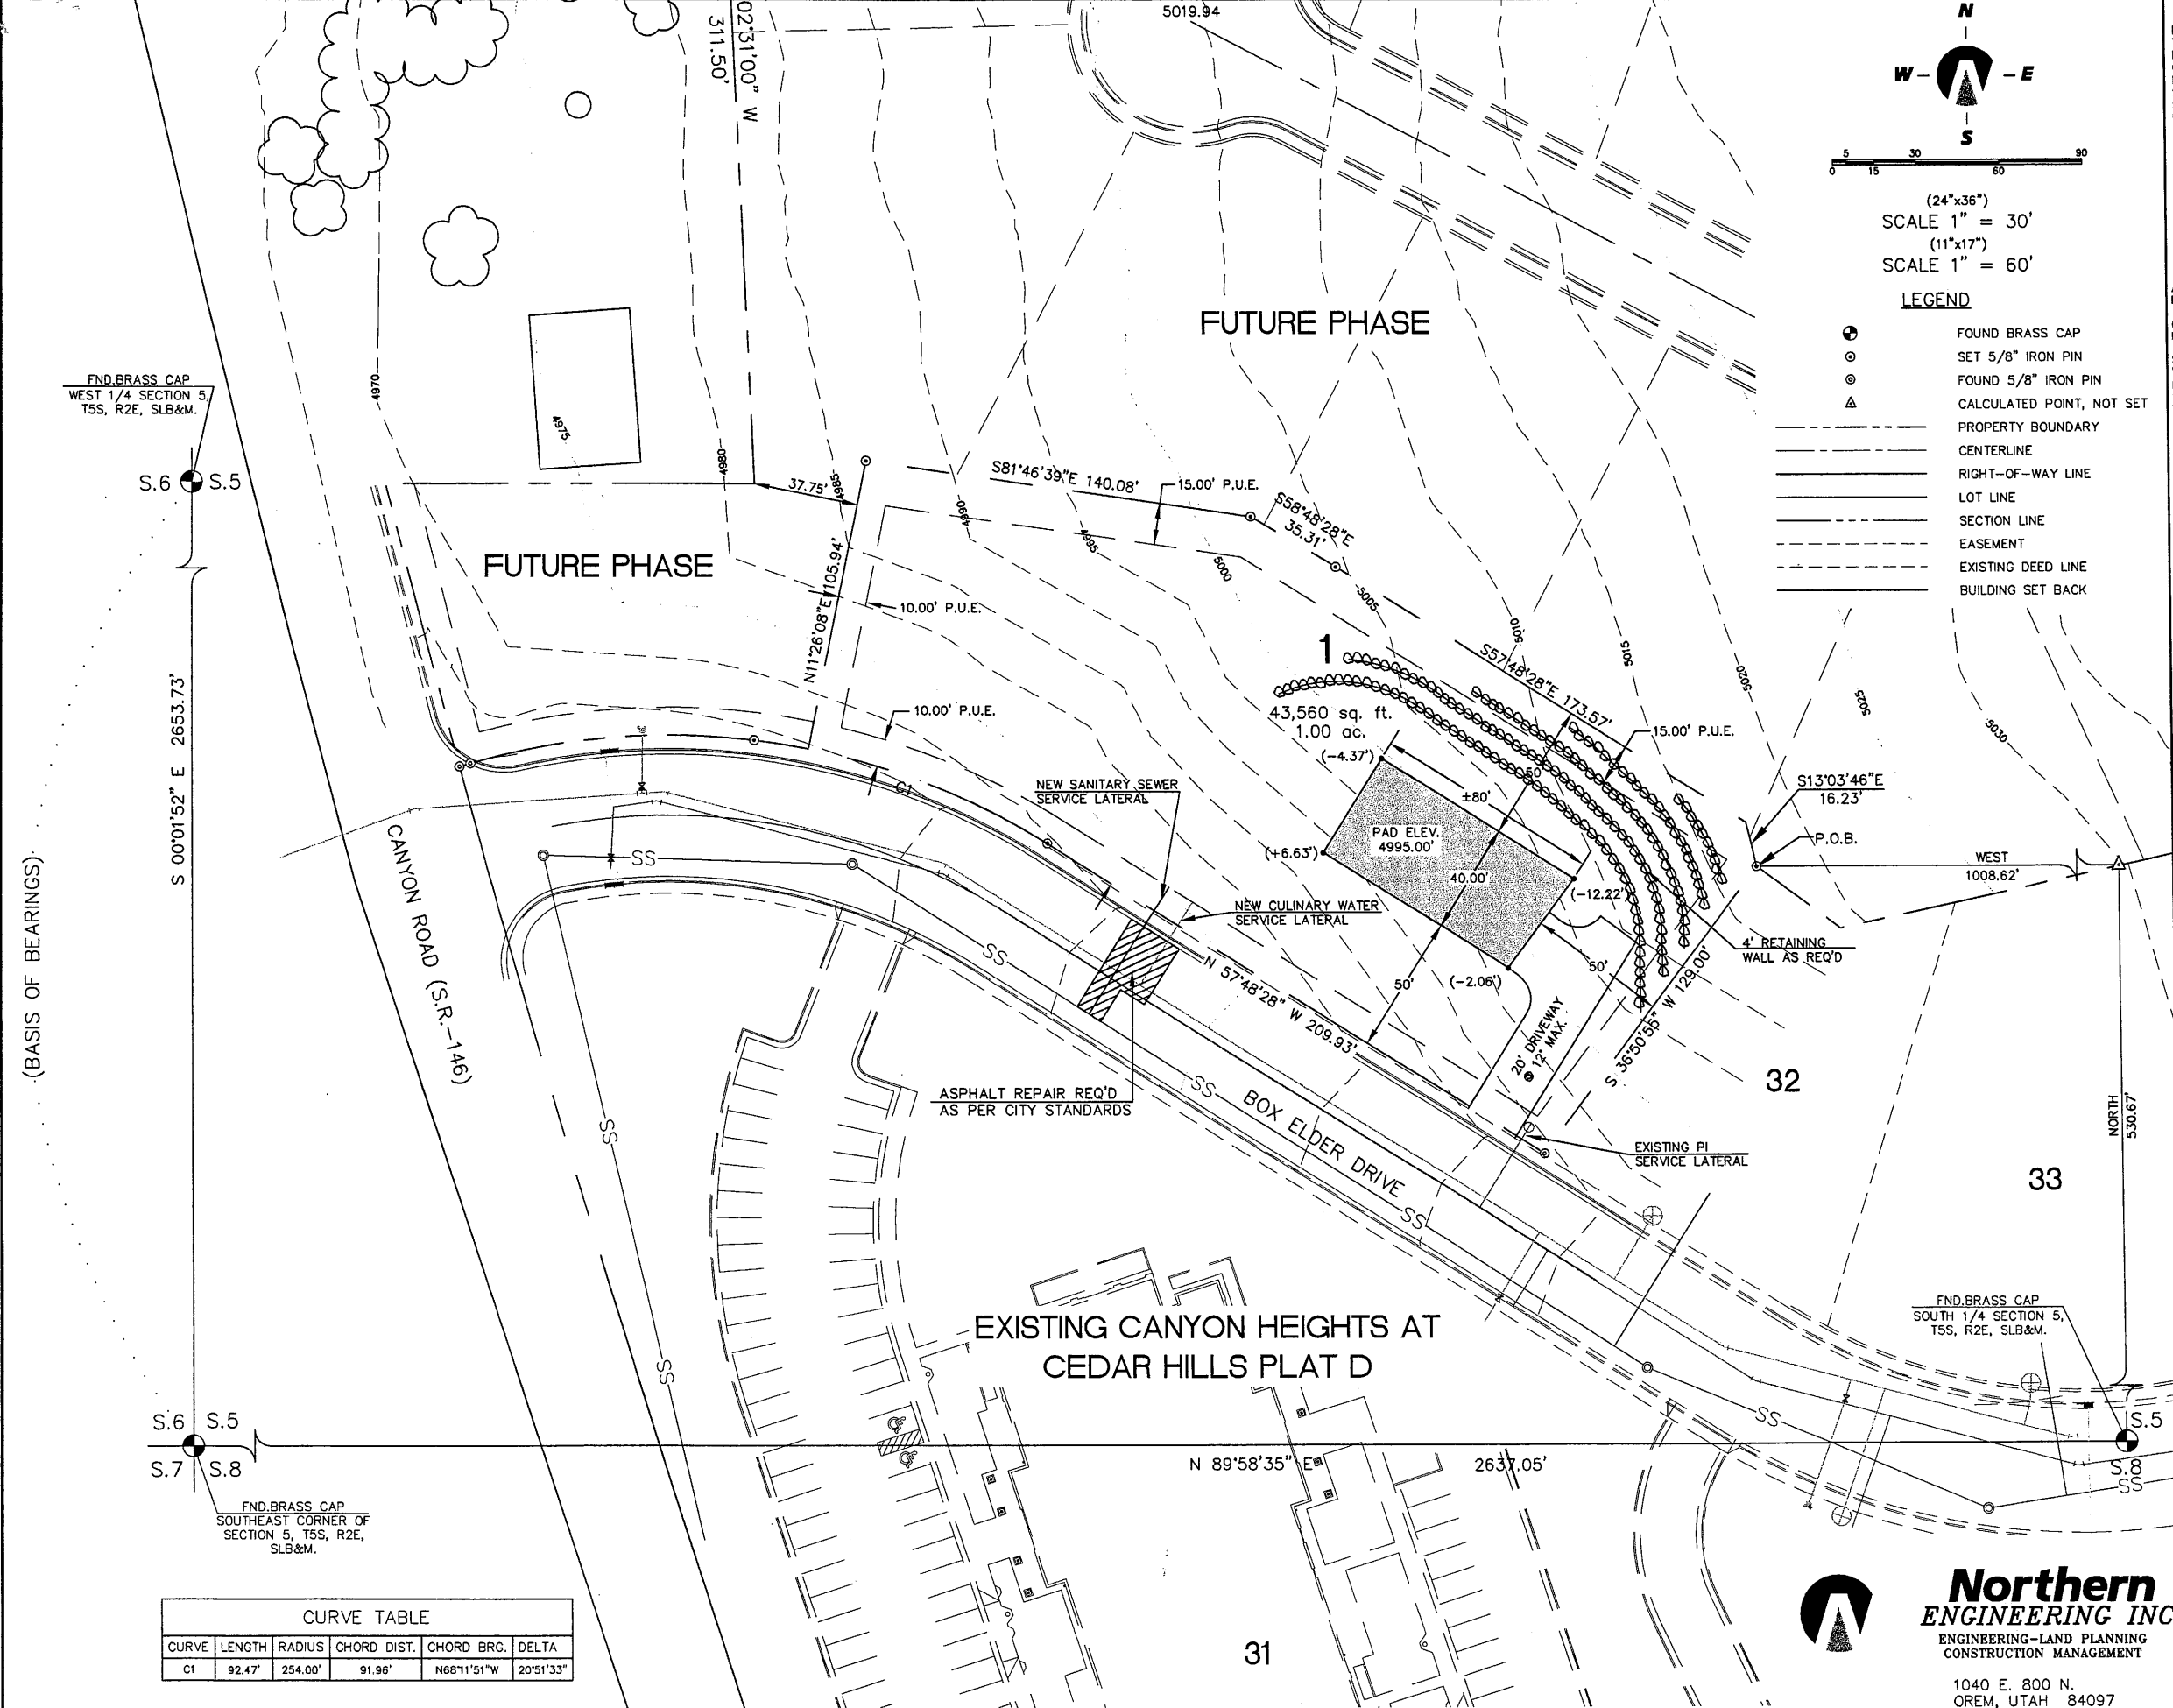 5019.94
02°31'00" W
311.50'
N
W
E
S
5 30 90
0 15 60
(24"x36")
SCALE 1" = 30'
(11"x17")
SCALE 1" = 60'
LEGEND
FOUND BRASS CAP
SET 5/8" IRON PIN
FOUND 5/8" IRON PIN
CALCULATED POINT, NOT SET
PROPERTY BOUNDARY
CENTERLINE
RIGHT-OF-WAY LINE
LOT LINE
SECTION LINE
EASEMENT
EXISTING DEED LINE
BUILDING SET BACK
FUTURE PHASE
FND.BRASS CAP
WEST 1/4 SECTION 5,
T5S, R2E, SLB&M.
S.6 S.5
4970
4975
4980
4985
4990
4995
5000
5005
5010
5015
5020
5025
5030
37.75'
S81°46'39"E 140.08'
15.00' P.U.E.
S58°48'28"E
35.31'
FUTURE PHASE
N11°26'08"E 105.94'
10.00' P.U.E.
10.00' P.U.E.
1
43,560 sq. ft.
1.00 ac.
S57°48'28"E 173.57'
15.00' P.U.E.
(-4.37')
50'
±80'
PAD ELEV.
4995.00'
40.00'
(+6.63')
(-12.22')
(-2.06')
50'
50'
S13°03'46"E
16.23'
P.O.B.
WEST
1008.62'
4' RETAINING
WALL AS REQ'D
S 36°50'55" W 129.00'
20' DRIVEWAY
@ 12° MAX.
C1
NEW SANITARY SEWER
SERVICE LATERAL
NEW CULINARY WATER
SERVICE LATERAL
N 57°48'28" W 209.93'
ASPHALT REPAIR REQ'D
AS PER CITY STANDARDS
BOX ELDER DRIVE
SS
SS
SS
SS
SS
SS
SS
SS
EXISTING PI
SERVICE LATERAL
32
33
NORTH
530.67'
S 00°01'52" E 2653.73'
(BASIS OF BEARINGS)
CANYON ROAD (S.R.-146)
EXISTING CANYON HEIGHTS AT
CEDAR HILLS PLAT D
FND.BRASS CAP
SOUTH 1/4 SECTION 5,
T5S, R2E, SLB&M.
S.5
S.8
S.6 S.5
S.7 S.8
N 89°58'35" E 2637.05'
FND.BRASS CAP
SOUTHEAST CORNER OF
SECTION 5, T5S, R2E,
SLB&M.
CURVE TABLE
CURVE LENGTH RADIUS CHORD DIST. CHORD BRG. DELTA
C1 92.47' 254.00' 91.96' N68°11'51"W 20°51'33"
31
Northern
ENGINEERING INC
ENGINEERING-LAND PLANNING
CONSTRUCTION MANAGEMENT
1040 E. 800 N.
OREM, UTAH 84097